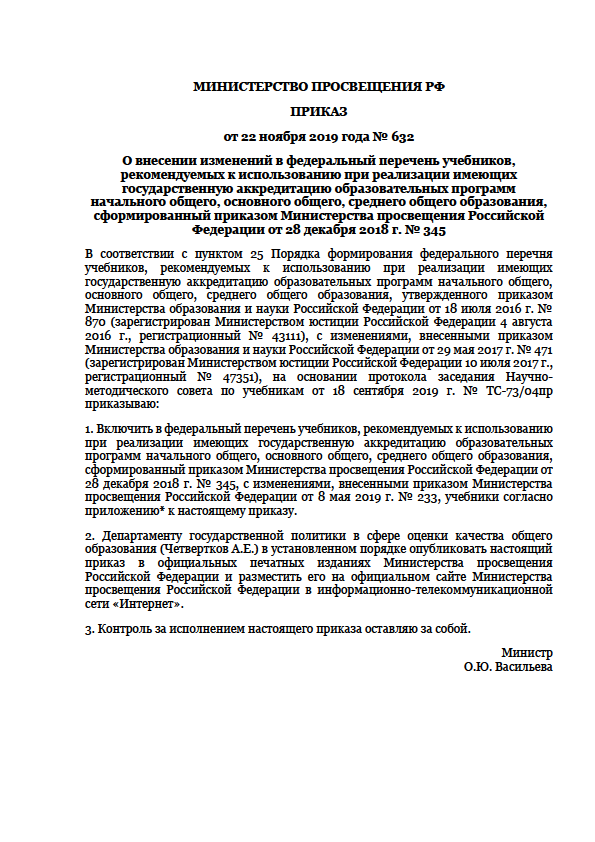 МИНИСТЕРСТВО ПРОСВЕЩЕНИЯ РФ
ПРИКАЗ
от 22 ноября 2019 года № 632
О внесении изменений в федеральный перечень учебников,
рекомендуемых к использованию при реализации имеющих
государственную аккредитацию образовательных программ
начального общего, основного общего, среднего общего образования,
сформированный приказом Министерства просвещения Российской
Федерации от 28 декабря 2018 г. № 345
В соответствии с пунктом 25 Порядка формирования федерального перечня
учебников, рекомендуемых к использованию при реализации имеющих
государственную аккредитацию образовательных программ начального общего,
основного общего, среднего общего образования, утвержденного приказом
Министерства образования и науки Российской Федерации от 18 июля 2016 г. №
870 (зарегистрирован Министерством юстиции Российской Федерации 4 августа
2016 г., регистрационный № 43111), с изменениями, внесенными приказом
Министерства образования и науки Российской Федерации от 29 мая 2017 г. № 471
(зарегистрирован Министерством юстиции Российской Федерации 10 июля 2017 г.,
регистрационный № 47351), на основании протокола заседания Научно-
методического совета по учебникам от 18 сентября 2019 г. № ТС-73/04пр
приказываю:
1. Включить в федеральный перечень учебников, рекомендуемых к использованию
при реализации имеющих государственную аккредитацию образовательных
программ начального общего, основного общего, среднего общего образования,
сформированный приказом Министерства просвещения Российской Федерации от
28 декабря 2018 г. № 345, с изменениями, внесенными приказом Министерства
просвещения Российской Федерации от 8 мая 2019 г. № 233, учебники согласно
приложению* к настоящему приказу.
2. Департаменту государственной политики в сфере оценки качества общего
образования (Четвертков А.Е.) в установленном порядке опубликовать настоящий
приказ в официальных печатных изданиях Министерства просвещения
Российской Федерации и разместить его на официальном сайте Министерства
просвещения Российской Федерации в информационно-телекоммуникационной
сети «Интернет».
3. Контроль за исполнением настоящего приказа оставляю за собой.
Министр
О.Ю. Васильева